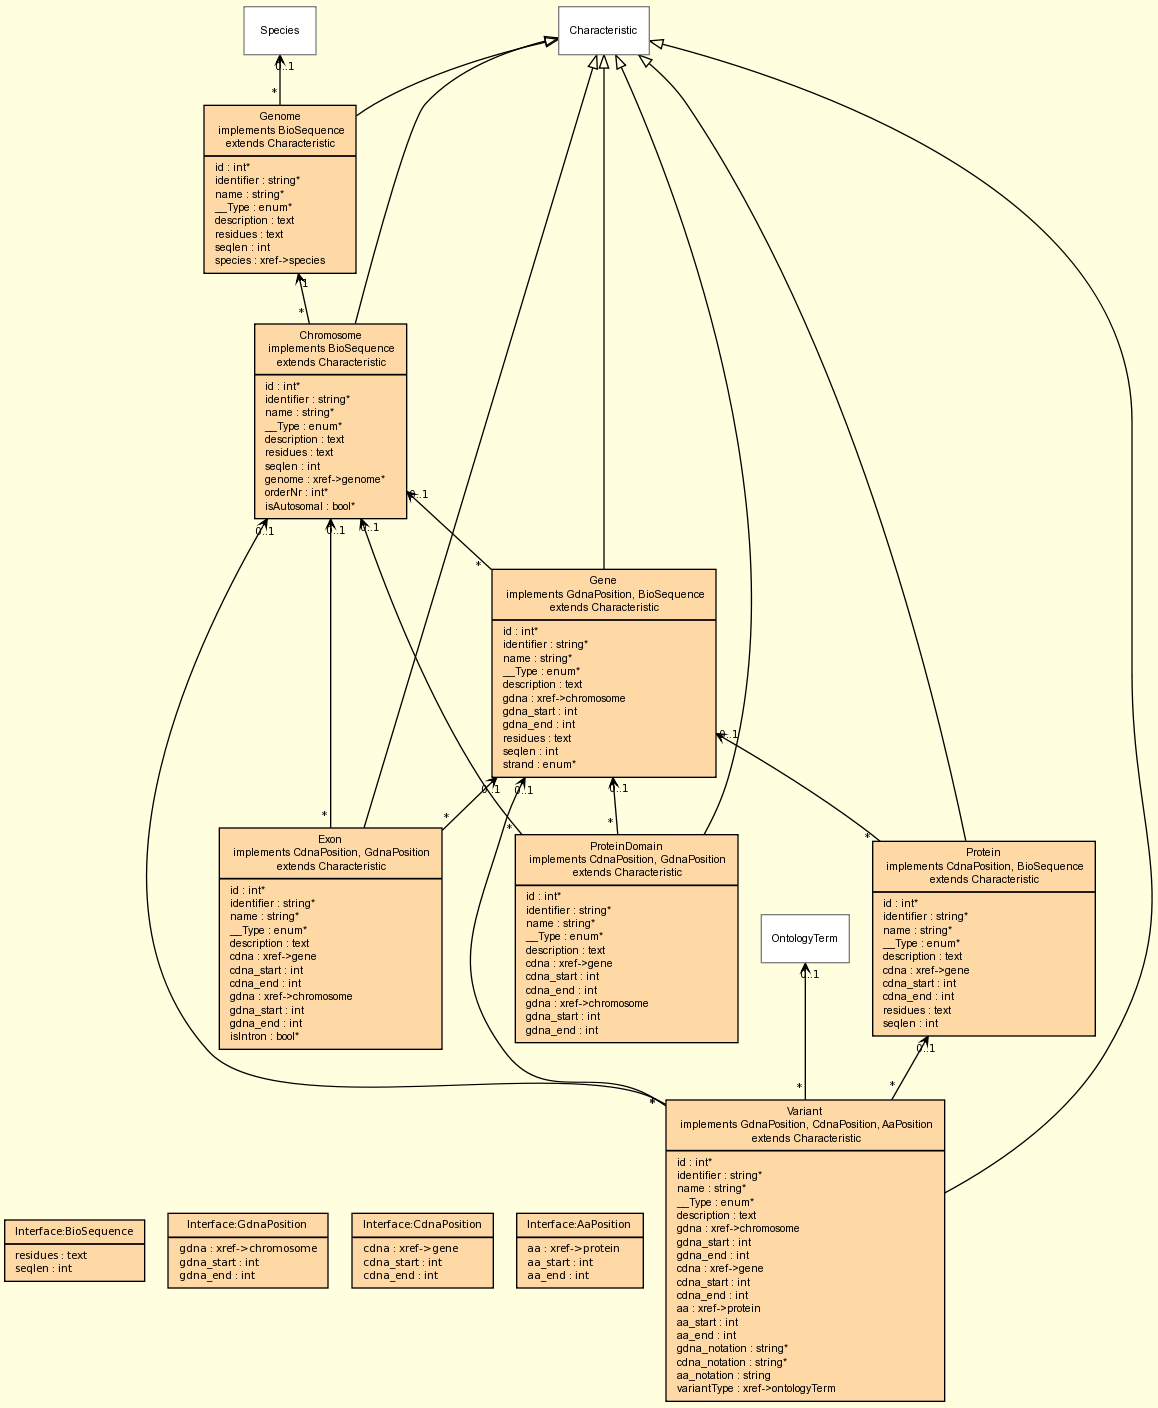 Species
Characteristic
0..1
*
Genome
implements BioSequence
extends Characteristic
id : int*
identifier : string*
name : string*
__Type : enum*
description : text
residues : text
seqlen : int
species : xref->species
1
*
Chromosome
implements BioSequence
extends Characteristic
id : int*
identifier : string*
name : string*
__Type : enum*
description : text
residues : text
seqlen : int
genome : xref->genome*
orderNr : int*
isAutosomal : bool*
0..1
0..1
0..1
0..1
*
Gene
implements GdnaPosition, BioSequence
extends Characteristic
id : int*
identifier : string*
name : string*
__Type : enum*
description : text
gdna : xref->chromosome
gdna_start : int
gdna_end : int
residues : text
seqlen : int
strand : enum*
0..1
0..1
0..1
0..1
*
*
*
*
*
Exon
implements CdnaPosition, GdnaPosition
extends Characteristic
id : int*
identifier : string*
name : string*
__Type : enum*
description : text
cdna : xref->gene
cdna_start : int
cdna_end : int
gdna : xref->chromosome
gdna_start : int
gdna_end : int
isIntron : bool*
ProteinDomain
implements CdnaPosition, GdnaPosition
extends Characteristic
id : int*
identifier : string*
name : string*
__Type : enum*
description : text
cdna : xref->gene
cdna_start : int
cdna_end : int
gdna : xref->chromosome
gdna_start : int
gdna_end : int
Protein
implements CdnaPosition, BioSequence
extends Characteristic
id : int*
identifier : string*
name : string*
__Type : enum*
description : text
cdna : xref->gene
cdna_start : int
cdna_end : int
residues : text
seqlen : int
OntologyTerm
0..1
0..1
*
*
*
Variant
implements GdnaPosition, CdnaPosition, AaPosition
extends Characteristic
id : int*
identifier : string*
name : string*
__Type : enum*
description : text
gdna : xref->chromosome
gdna_start : int
gdna_end : int
cdna : xref->gene
cdna_start : int
cdna_end : int
aa : xref->protein
aa_start : int
aa_end : int
gdna_notation : string*
cdna_notation : string*
aa_notation : string
variantType : xref->ontologyTerm
Interface:BioSequence
residues : text
seqlen : int
Interface:GdnaPosition
gdna : xref->chromosome
gdna_start : int
gdna_end : int
Interface:CdnaPosition
cdna : xref->gene
cdna_start : int
cdna_end : int
Interface:AaPosition
aa : xref->protein
aa_start : int
aa_end : int